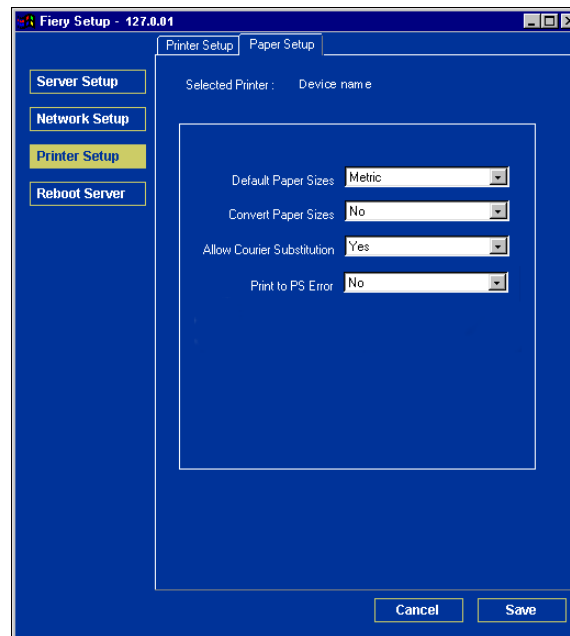 Fiery Setup - 127.0.01
Printer Setup Paper Setup
Server Setup
Network Setup
Printer Setup
Reboot Server
Selected Printer : Device name
Default Paper Sizes Metric
Convert Paper Sizes No
Allow Courier Substitution Yes
Print to PS Error No
Cancel Save